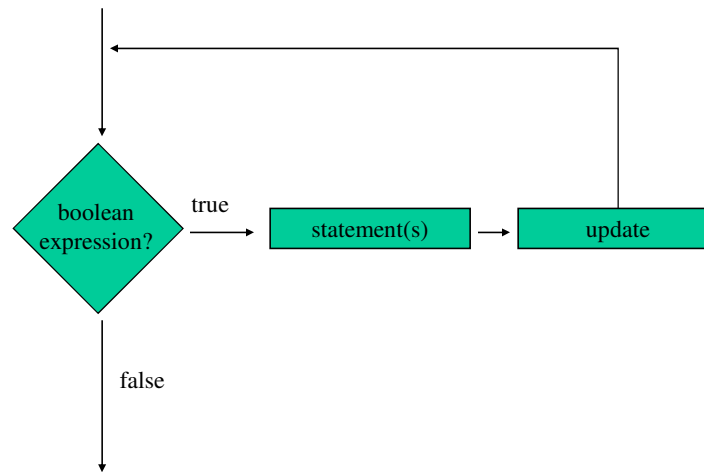 boolean
expression?
true
statement(s)
update
false